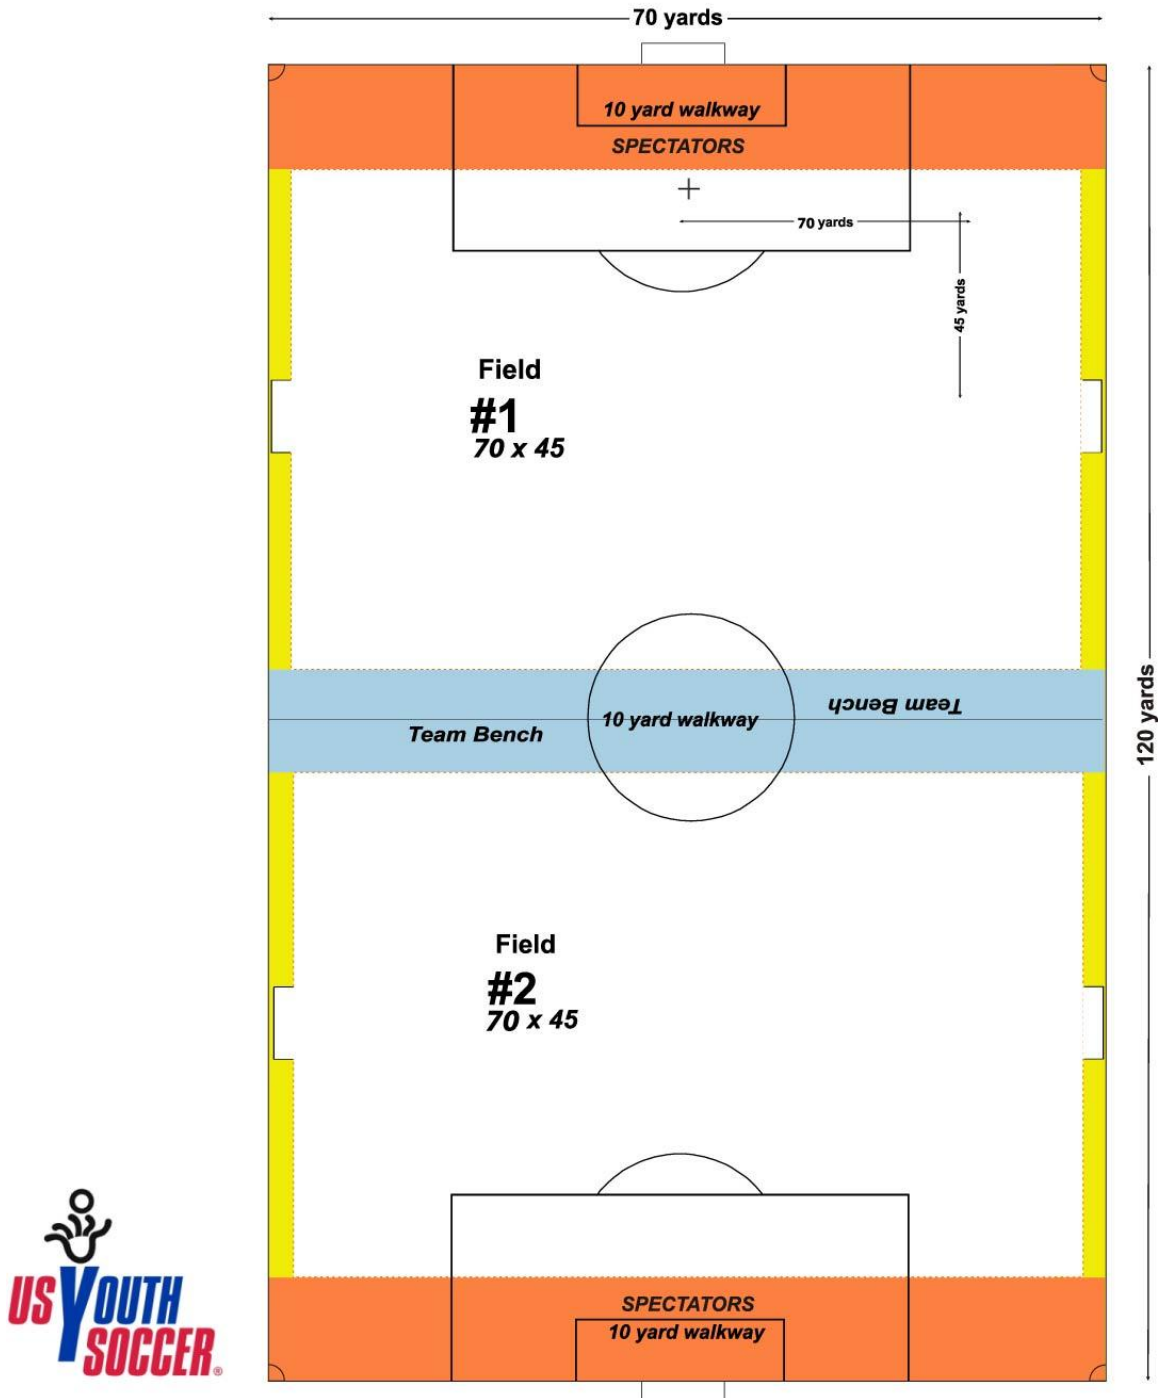 70 yards
10 yard walkway
SPECTATORS
70 yards
45 yards
Field
#1
70 x 45
Team Bench
10 yard walkway
Team Bench
120 yards
Field
#2
70 x 45
SPECTATORS
10 yard walkway
US YOUTH
SOCCER®